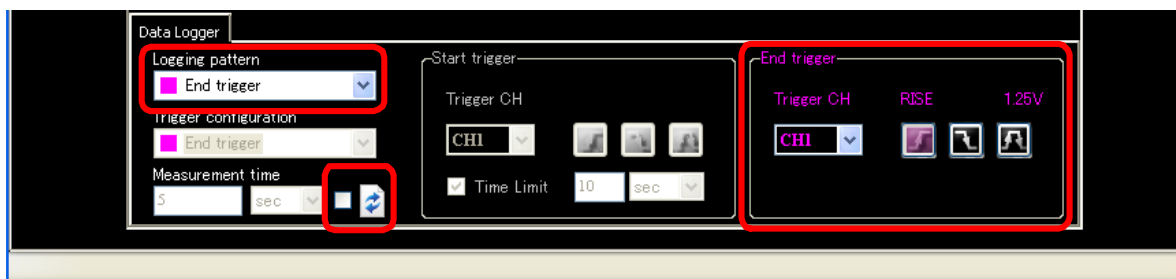 Data Logger
Logging pattern
End trigger
Trigger configuration
End trigger
Measurement time
5 sec
Start trigger
Trigger CH
CH1
Time Limit 10 sec
End trigger
Trigger CH RISE 1.25V
CH1